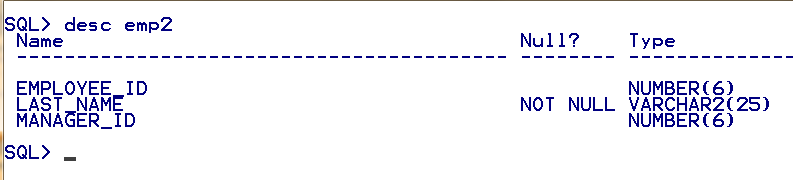 SQL> desc emp2
Name Null? Type
----------------------------------------- -------- --------------
EMPLOYEE_ID NUMBER(6)
LAST_NAME NOT NULL VARCHAR2(25)
MANAGER_ID NUMBER(6)
SQL> _